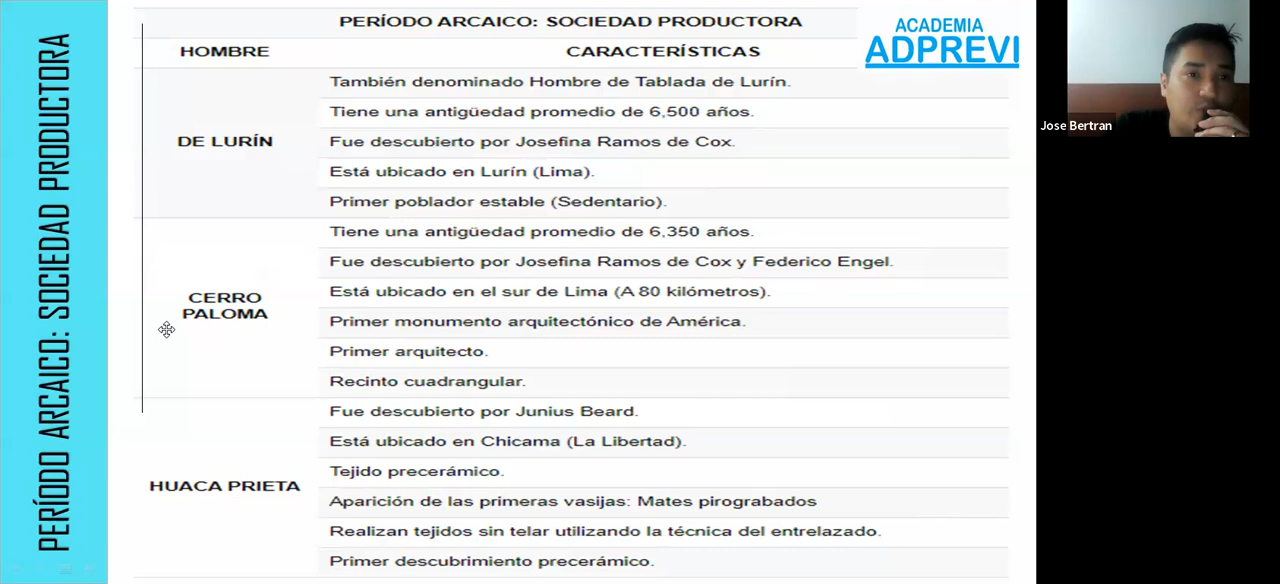 PERÍODO ARCAICO: SOCIEDAD PRODUCTORA
PERÍODO ARCAICO: SOCIEDAD PRODUCTORA
ACADEMIA
ADPREVI
HOMBRE
CARACTERÍSTICAS
DE LURÍN
También denominado Hombre de Tablada de Lurín.
Tiene una antigüedad promedio de 6,500 años.
Fue descubierto por Josefina Ramos de Cox.
Está ubicado en Lurín (Lima).
Primer poblador estable (Sedentario).
CERRO
PALOMA
Tiene una antigüedad promedio de 6,350 años.
Fue descubierto por Josefina Ramos de Cox y Federico Engel.
Está ubicado en el sur de Lima (A 80 kilómetros).
Primer monumento arquitectónico de América.
Primer arquitecto.
Recinto cuadrangular.
HUACA PRIETA
Fue descubierto por Junius Beard.
Está ubicado en Chicama (La Libertad).
Tejido precerámico.
Aparición de las primeras vasijas: Mates pirograbados
Realizan tejidos sin telar utilizando la técnica del entrelazado.
Primer descubrimiento precerámico.
Jose Bertran